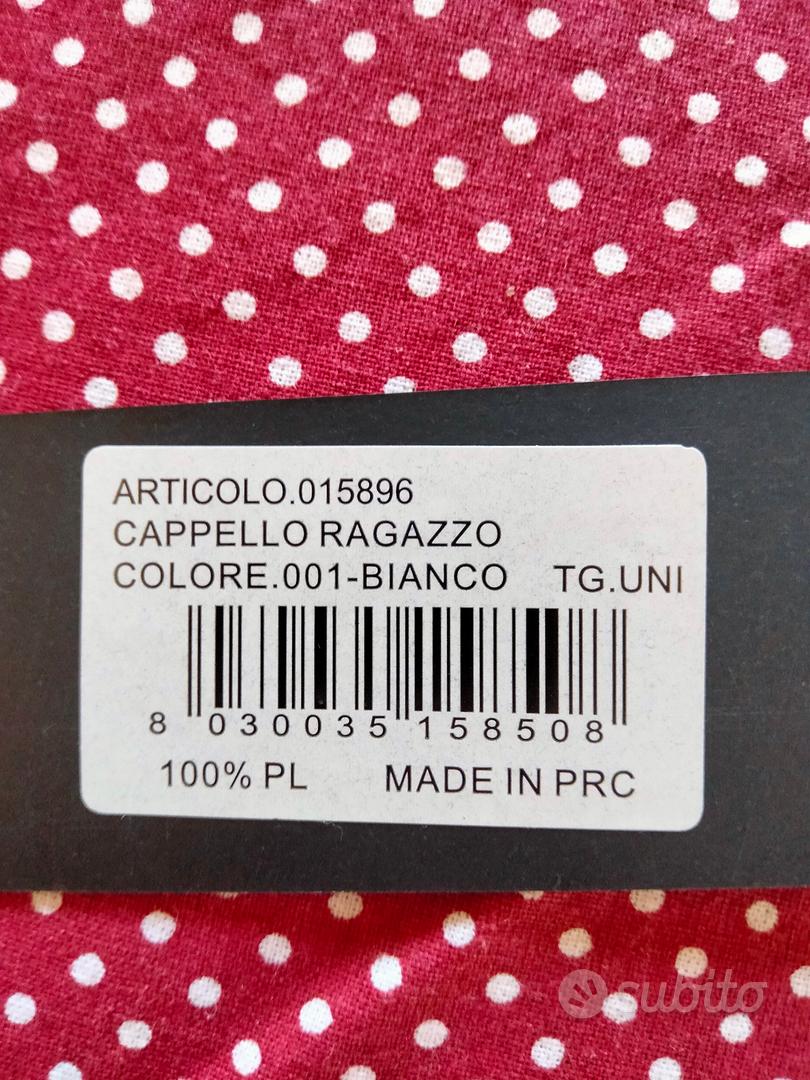 ARTICOLO.015896
CAPPELLO RAGAZZO
COLORE.001-BIANCO TG.UNI
8 030035 158508
100% PL MADE IN PRC
subito